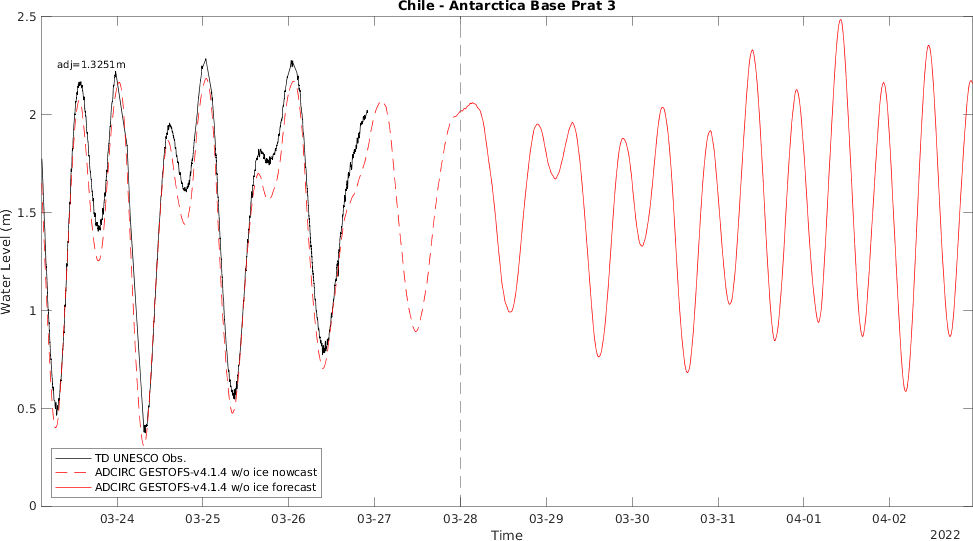 Chile - Antarctica Base Prat 3
2.5
adj=1.3251m
2
1.5
Water Level (m)
1
0.5
TD UNESCO Obs.
ADCIRC GESTOFS-v4.1.4 w/o ice nowcast
ADCIRC GESTOFS-v4.1.4 w/o ice forecast
0
03-24 03-25 03-26 03-27 03-28 03-29 03-30 03-31 04-01 04-02
Time
2022